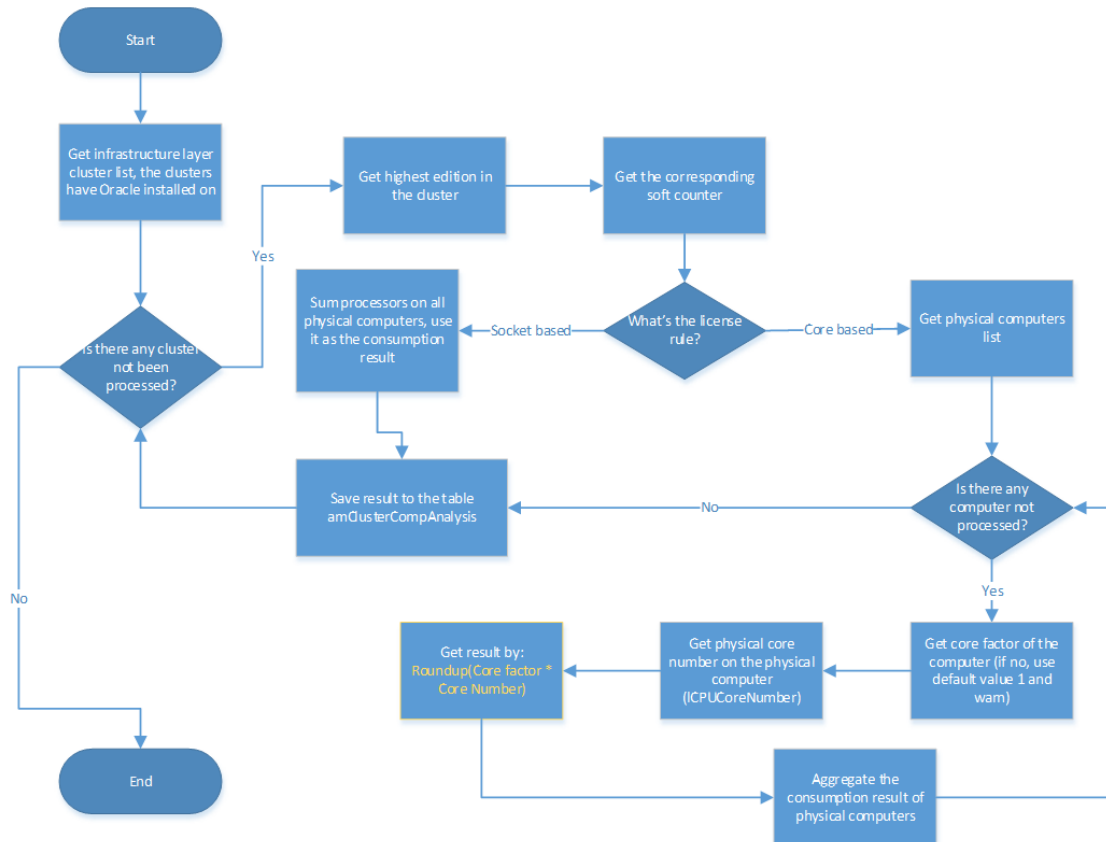 Start
Get infrastructure layer
cluster list, the clusters
have Oracle installed on
Is there any cluster
not been
processed?
Yes
No
End
Get highest edition in
the cluster
Get the corresponding
soft counter
What's the license
rule?
Socket based
Core based
Sum processors on all
physical computers, use
it as the consumption
result
Save result to the table
amClusterCompAnalysis
Get physical computers
list
Is there any
computer not
processed?
No
Yes
Get core factor of the
computer (if no, use
default value 1 and
warn)
Get physical core
number on the physical
computer
(lCPUCoreNumber)
Get result by:
Roundup(Core factor *
Core Number)
Aggregate the
consumption result of
physical computers